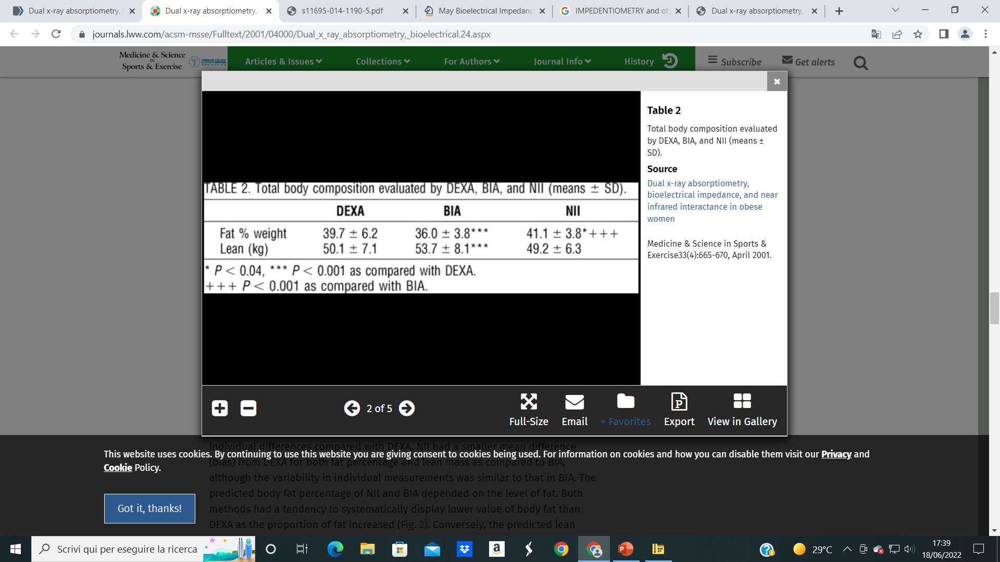 Dual x-ray absorptiometry,
Dual x-ray absorptiometry,
s11695-014-1190-5.pdf
May Bioelectrical Impedanc
IMPEDENTIOMETRY and ob
Dual x-ray absorptiometry,
journals.lww.com/acsm-msse/Fulltext/2001/04000/Dual_x_ray_absorptiometry,_bioelectrical.24.aspx
Medicine & Science
IN
Sports & Exercise
Articles & Issues
Collections
For Authors
Journal Info
History
Subscribe
Get alerts
TABLE 2. Total body composition evaluated by DEXA, BIA, and NII (means ± SD).
DEXA BIA NII
Fat % weight 39.7 ± 6.2 36.0 ± 3.8*** 41.1 ± 3.8*+++
Lean (kg) 50.1 ± 7.1 53.7 ± 8.1*** 49.2 ± 6.3
* P < 0.04, *** P < 0.001 as compared with DEXA.
+++ P < 0.001 as compared with BIA.
Table 2
Total body composition evaluated
by DEXA, BIA, and NII (means ±
SD).
Source
Dual x-ray absorptiometry,
bioelectrical impedance, and near
infrared interactance in obese
women
Medicine & Science in Sports &
Exercise33(4):665-670, April 2001.
2 of 5
Full-Size
Email
+ Favorites
Export
View in Gallery
individual differences compared with DEXA. NII had a smaller mean difference
This website uses cookies. By continuing to use this website you are giving consent to cookies being used. For information on cookies and how you can disable them visit our Privacy and
(bias) from DEXA for both fat percentage and lean mass as compared to BIA,
Cookie Policy.
although the variability in individual measurements was similar to that in BIA. The
predicted body fat percentage of NII and BIA depended on the level of fat. Both
methods had a tendency to systematically display lower value of body fat than
DEXA as the proportion of fat increased (Fig. 2). Conversely, the predicted lean
Got it, thanks!
Scrivi qui per eseguire la ricerca
29°C
17:39
18/06/2022